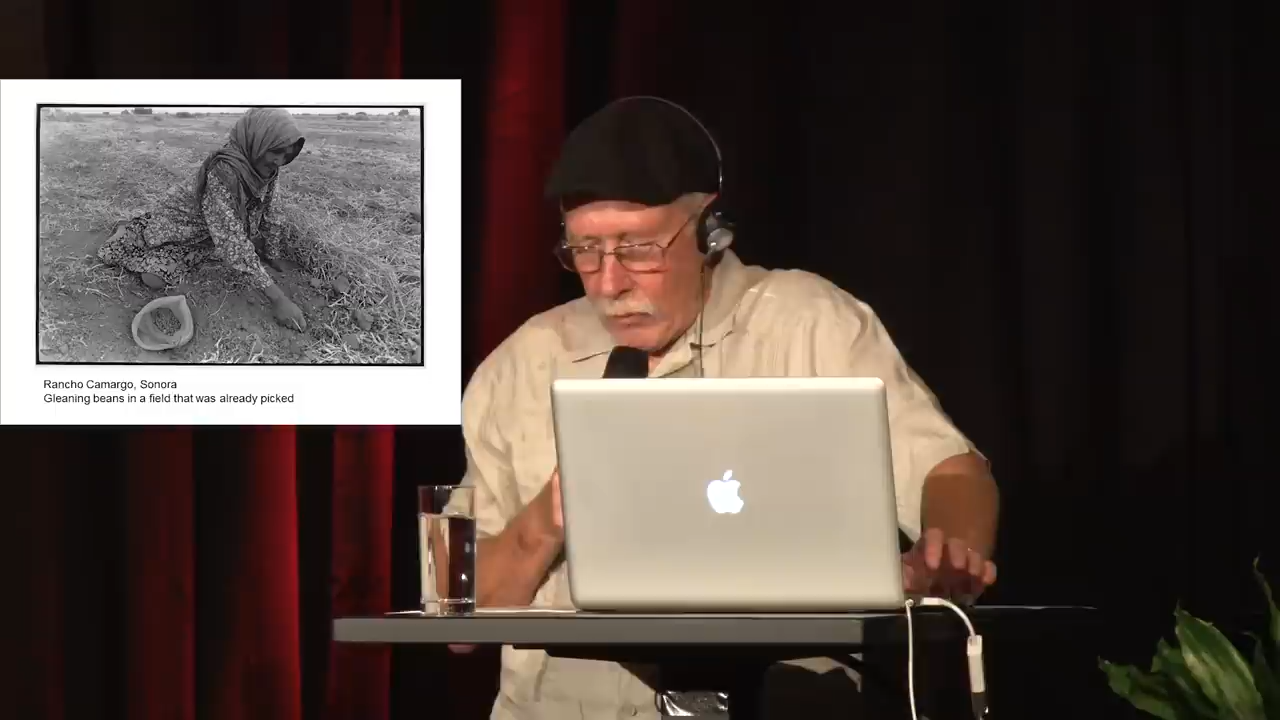 Rancho Camargo, Sonora
Gleaning beans in a field that was already picked